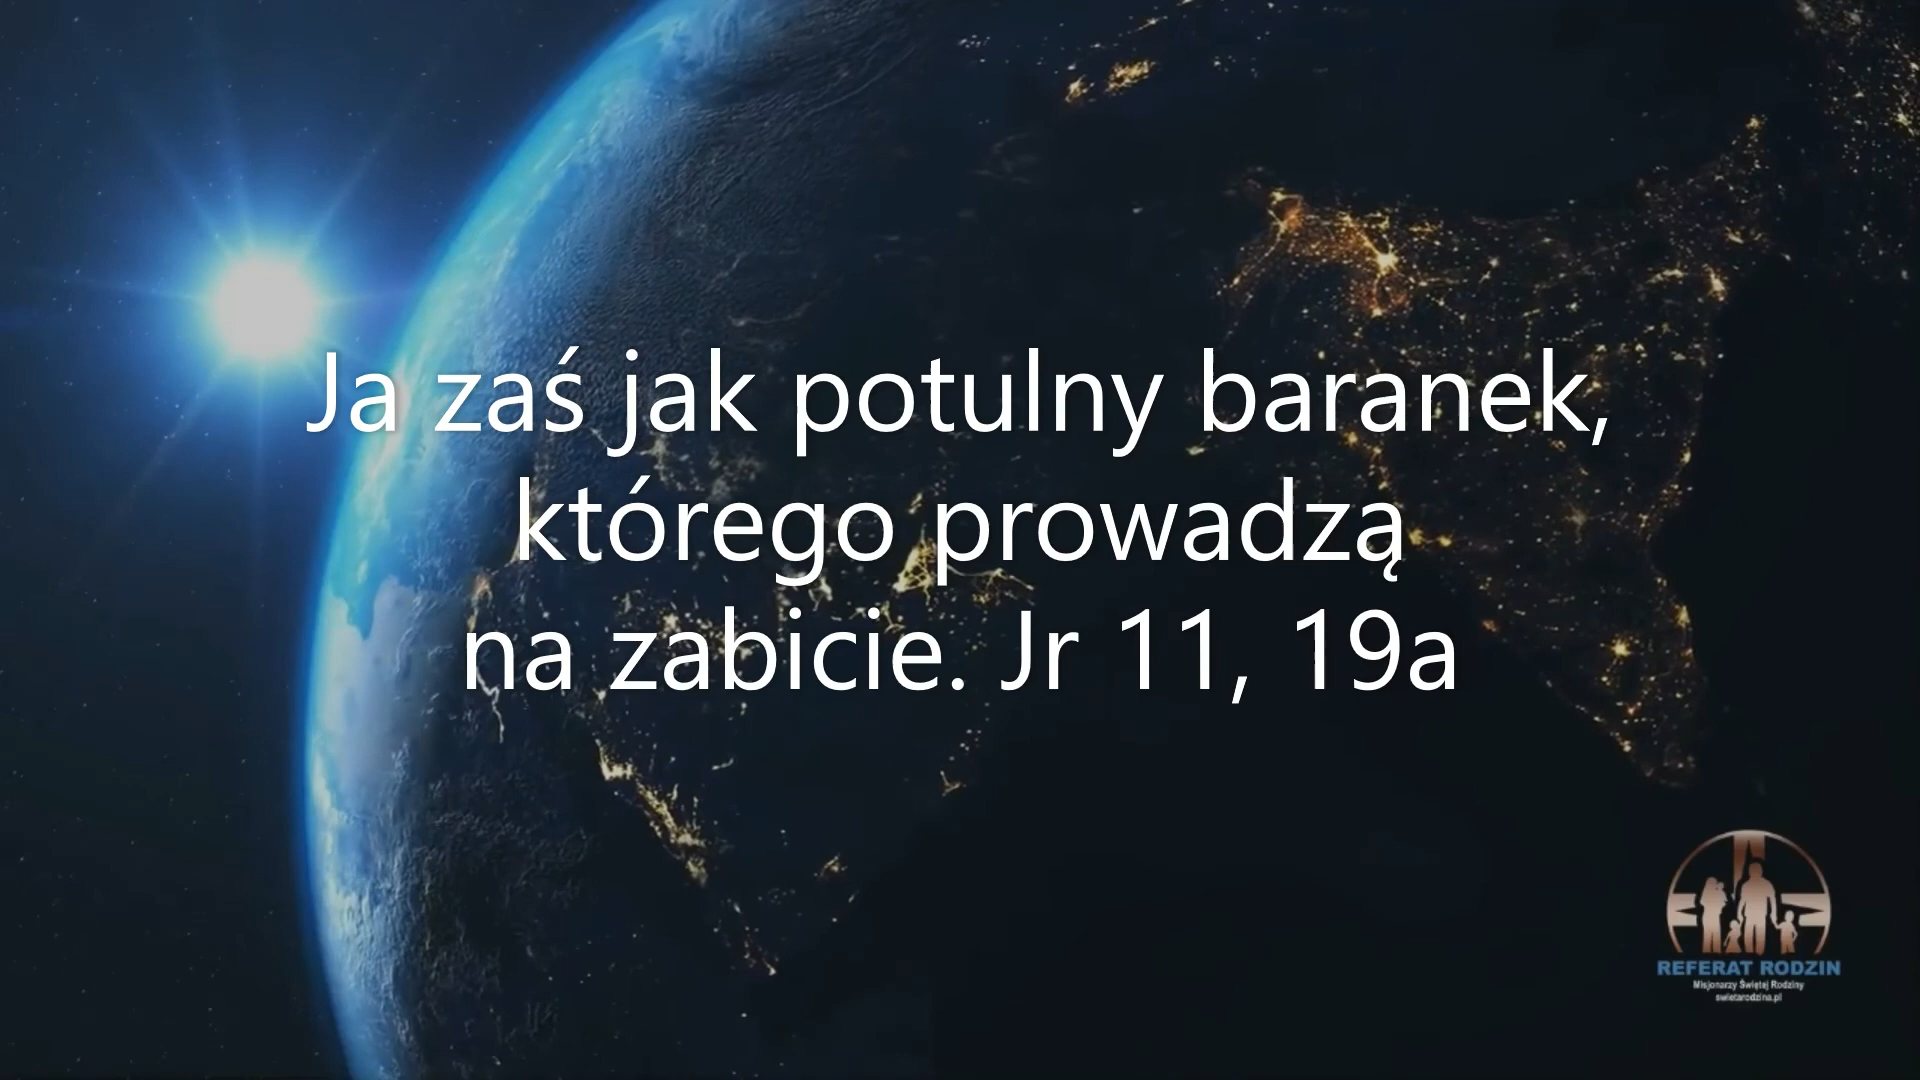 Ja zaś jak potulny baranek,
którego prowadzą
na zabicie. Jr 11, 19a
REFERAT RODZIN
Misjonarzy Świętej Rodziny
swietarodzina.pl